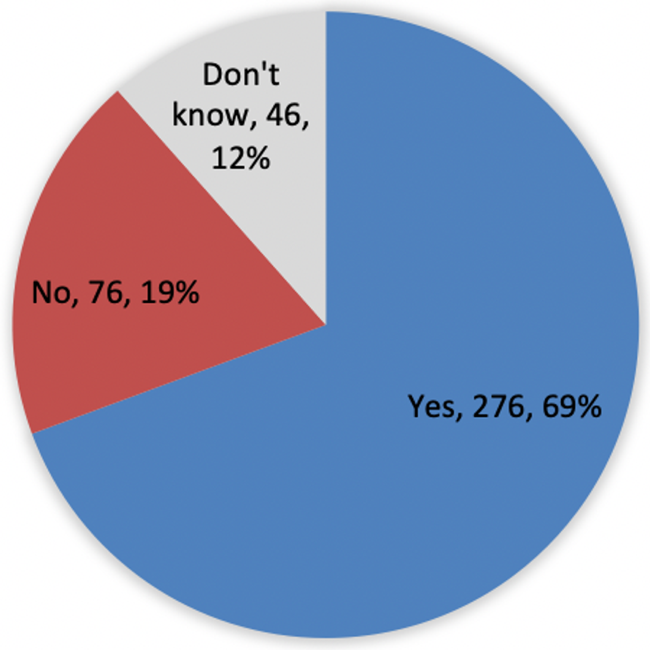 Don't
know, 46,
12%
No, 76, 19%
Yes, 276, 69%